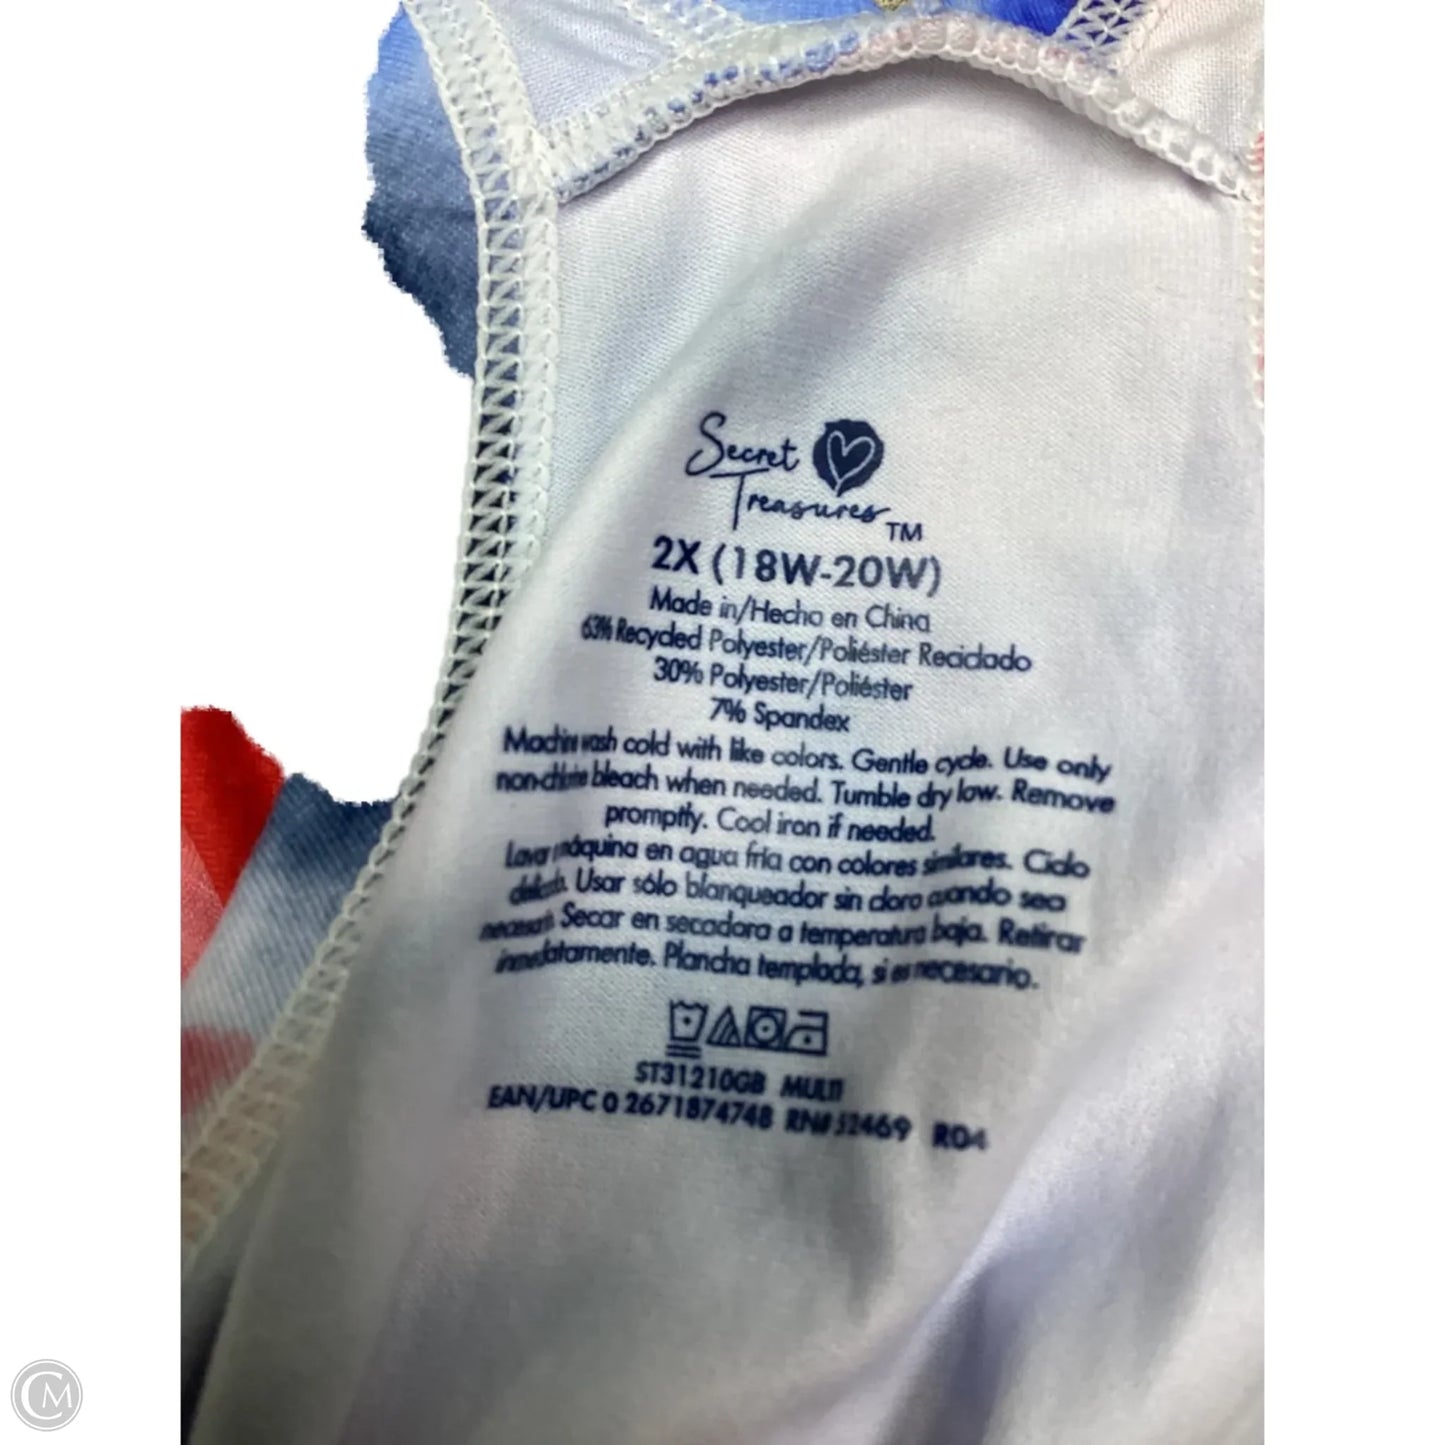 Secret
Treasures™
2X (18W-20W)
Made in/Hecho en China
63% Recycled Polyester/Poliéster Reciclado
30% Polyester/Poliéster
7% Spandex
Machine wash cold with like colors. Gentle cycle. Use only
non-chlorine bleach when needed. Tumble dry low. Remove
promptly. Cool iron if needed.
Lavar máquina en agua fría con colores similares. Ciclo
delicado. Usar sólo blanqueador sin cloro cuando sea
necesario. Secar en secadora a temperatura baja. Retirar
inmediatamente. Plancha templada, si es necesario.
ST31210GB MULTI
EAN/UPC 0 2671874748 RN# 52469 R04
CM